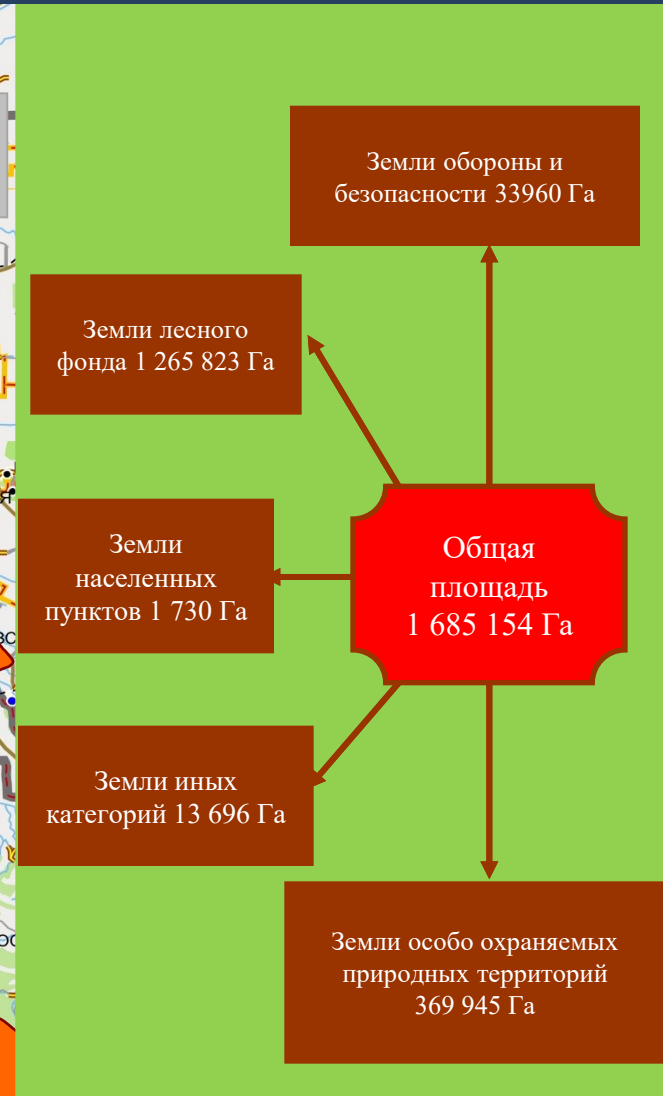 Земли обороны и
безопасности 33960 Га
Земли лесного
фонда 1 265 823 Га
Земли
населенных
пунктов 1 730 Га
Общая
площадь
1 685 154 Га
Земли иных
категорий 13 696 Га
Земли особо охраняемых
природных территорий
369 945 Га